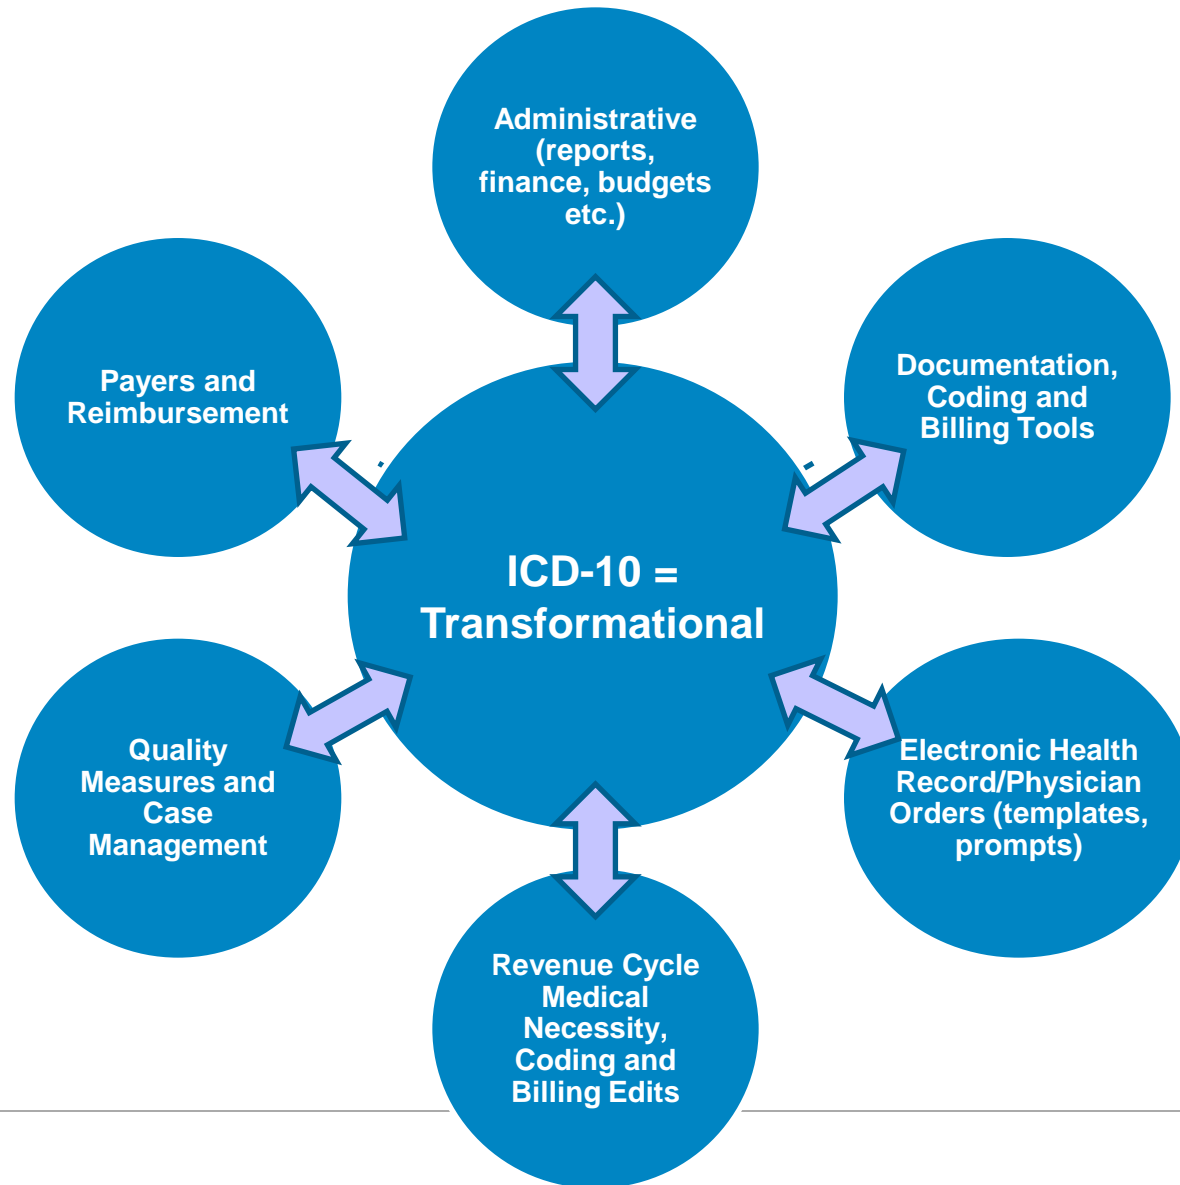 Administrative
(reports,
finance, budgets
etc.)
Payers and
Reimbursement
Documentation,
Coding and
Billing Tools
ICD-10 =
Transformational
Quality
Measures and
Case
Management
Electronic Health
Record/Physician
Orders (templates,
prompts)
Revenue Cycle
Medical
Necessity,
Coding and
Billing Edits